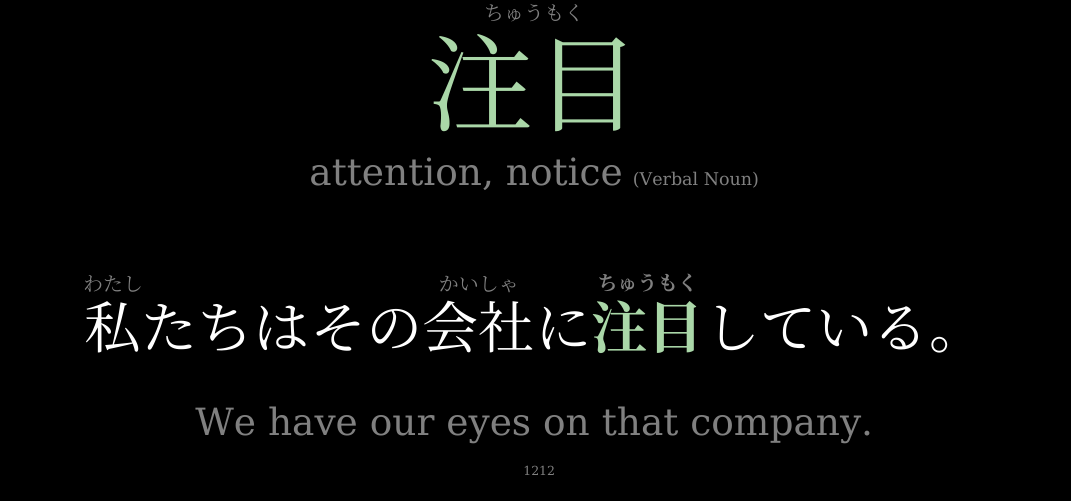 ちゅうもく
注目
attention, notice (Verbal Noun)
わたし かいしゃ ちゅうもく
私たちはその会社に注目している。
We have our eyes on that company.
1212